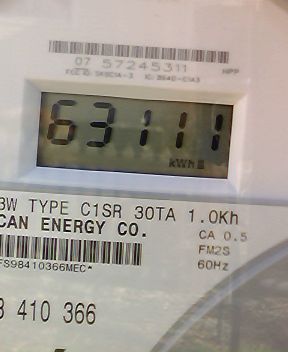 07 57245311
63111
kWh
3W TYPE C1SR 30TA 1.0Kh
CAN ENERGY CO.
CA 0.5
FM2S
FS98410366MEC*
60Hz
410 366